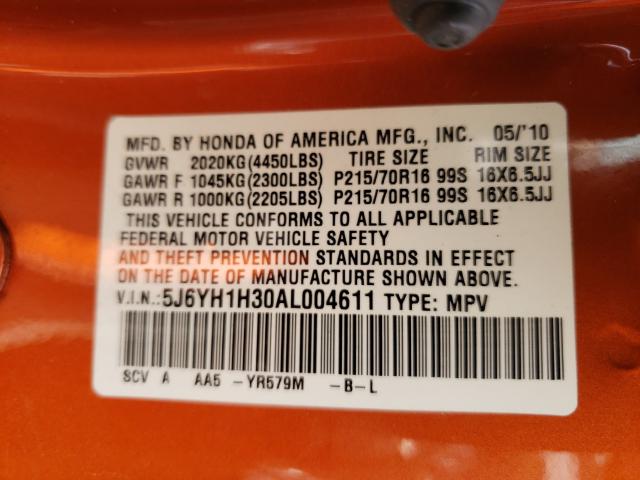 MFD. BY HONDA OF AMERICA MFG., INC. 05/'10
GVWR 2020KG(4450LBS) TIRE SIZE RIM SIZE
GAWR F 1045KG(2300LBS) P215/70R16 99S 16X6.5JJ
GAWR R 1000KG(2205LBS) P215/70R16 99S 16X6.5JJ
THIS VEHICLE CONFORMS TO ALL APPLICABLE
FEDERAL MOTOR VEHICLE SAFETY
AND THEFT PREVENTION STANDARDS IN EFFECT
ON THE DATE OF MANUFACTURE SHOWN ABOVE.
V.I.N.:5J6YH1H30AL004611 TYPE: MPV
SCV A AA5 -YR579M -B-L